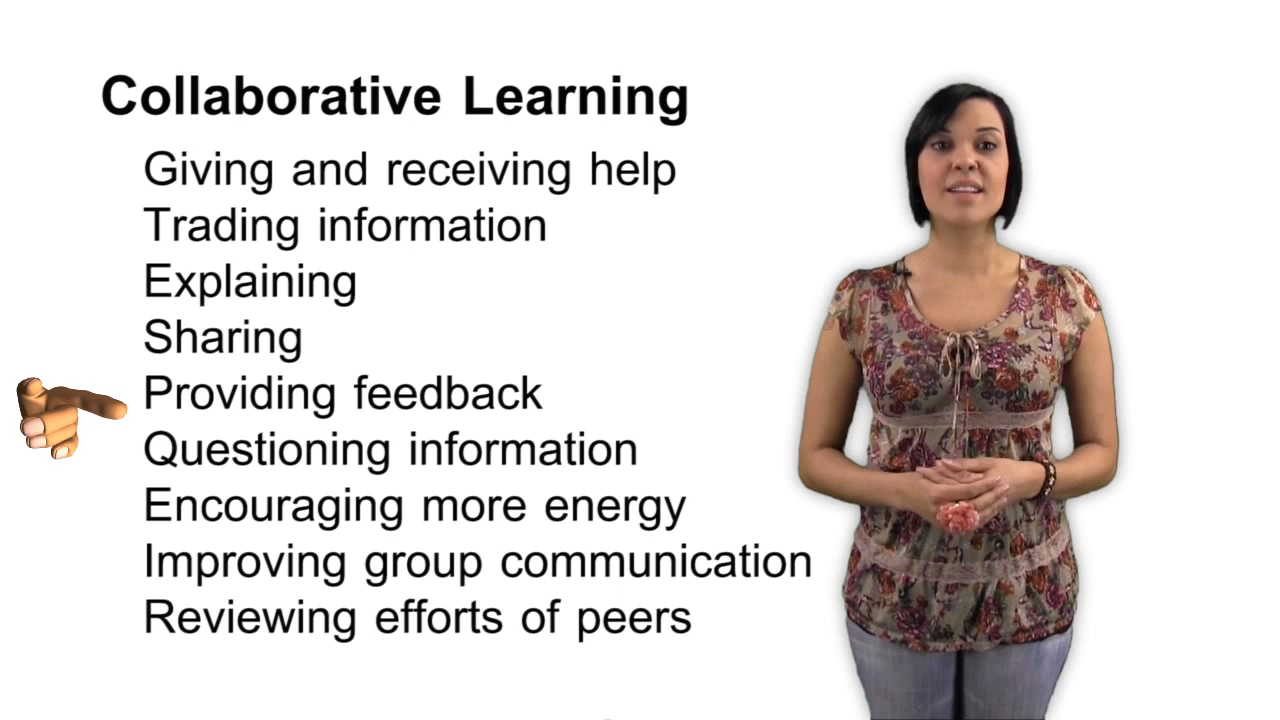 Collaborative Learning
Giving and receiving help
Trading information
Explaining
Sharing
Providing feedback
Questioning information
Encouraging more energy
Improving group communication
Reviewing efforts of peers